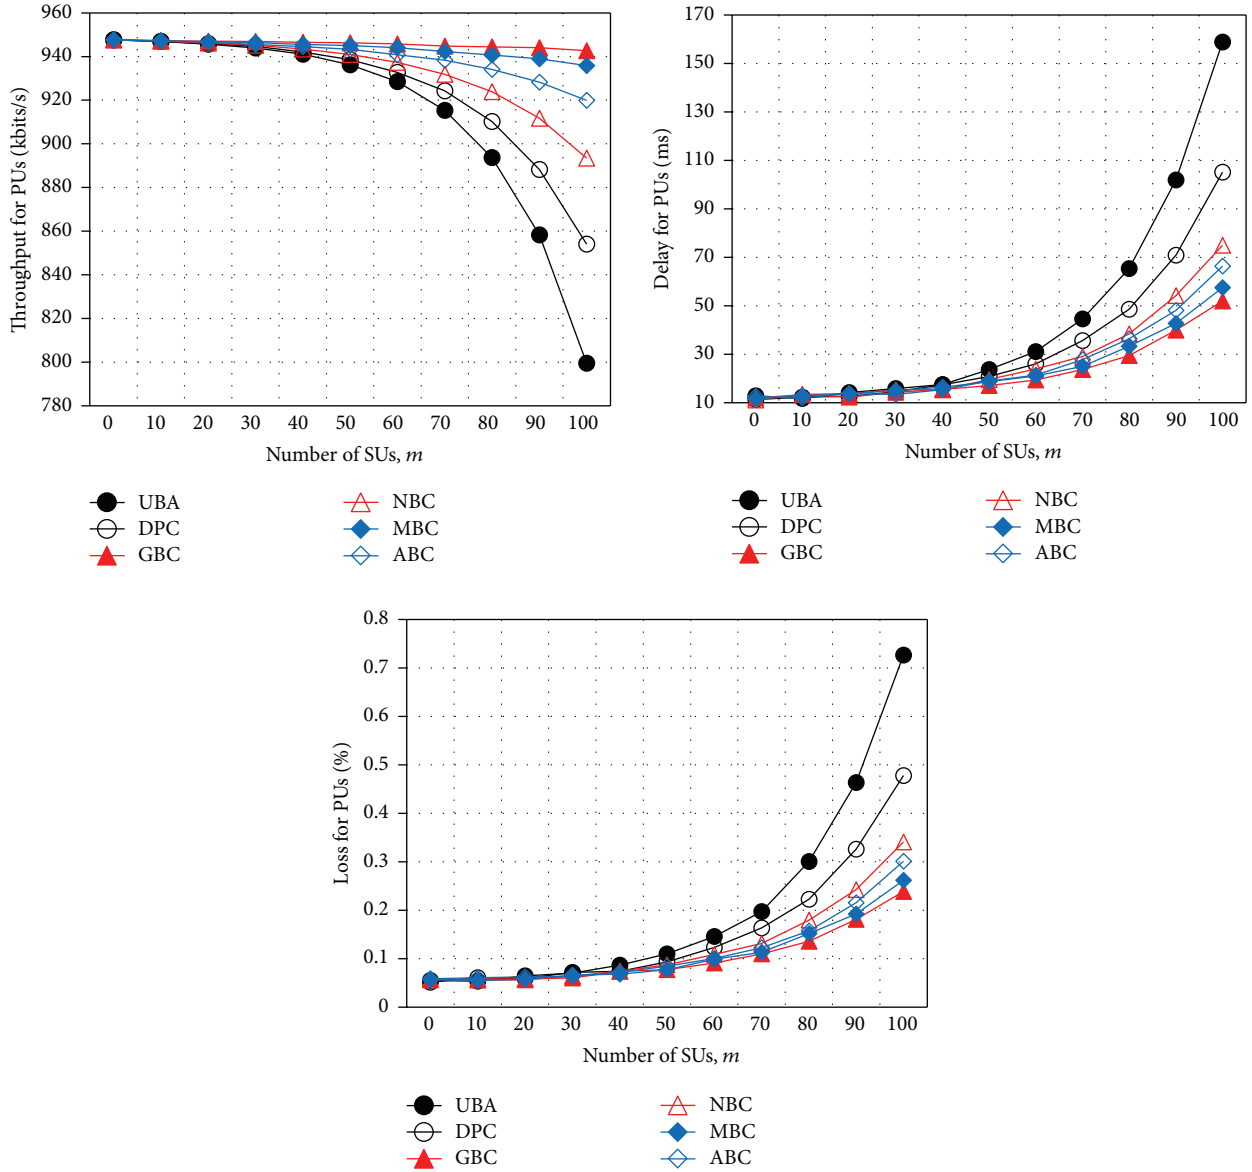 Throughput for PUs (kbits/s)
960
940
920
900
880
860
840
820
800
780
0 10 20 30 40 50 60 70 80 90 100
Number of SUs, m
UBA
DPC
GBC
NBC
MBC
ABC
Delay for PUs (ms)
170
150
130
110
90
70
50
30
10
0 10 20 30 40 50 60 70 80 90 100
Number of SUs, m
UBA
DPC
GBC
NBC
MBC
ABC
Loss for PUs (%)
0.8
0.7
0.6
0.5
0.4
0.3
0.2
0.1
0
0 10 20 30 40 50 60 70 80 90 100
Number of SUs, m
UBA
DPC
GBC
NBC
MBC
ABC